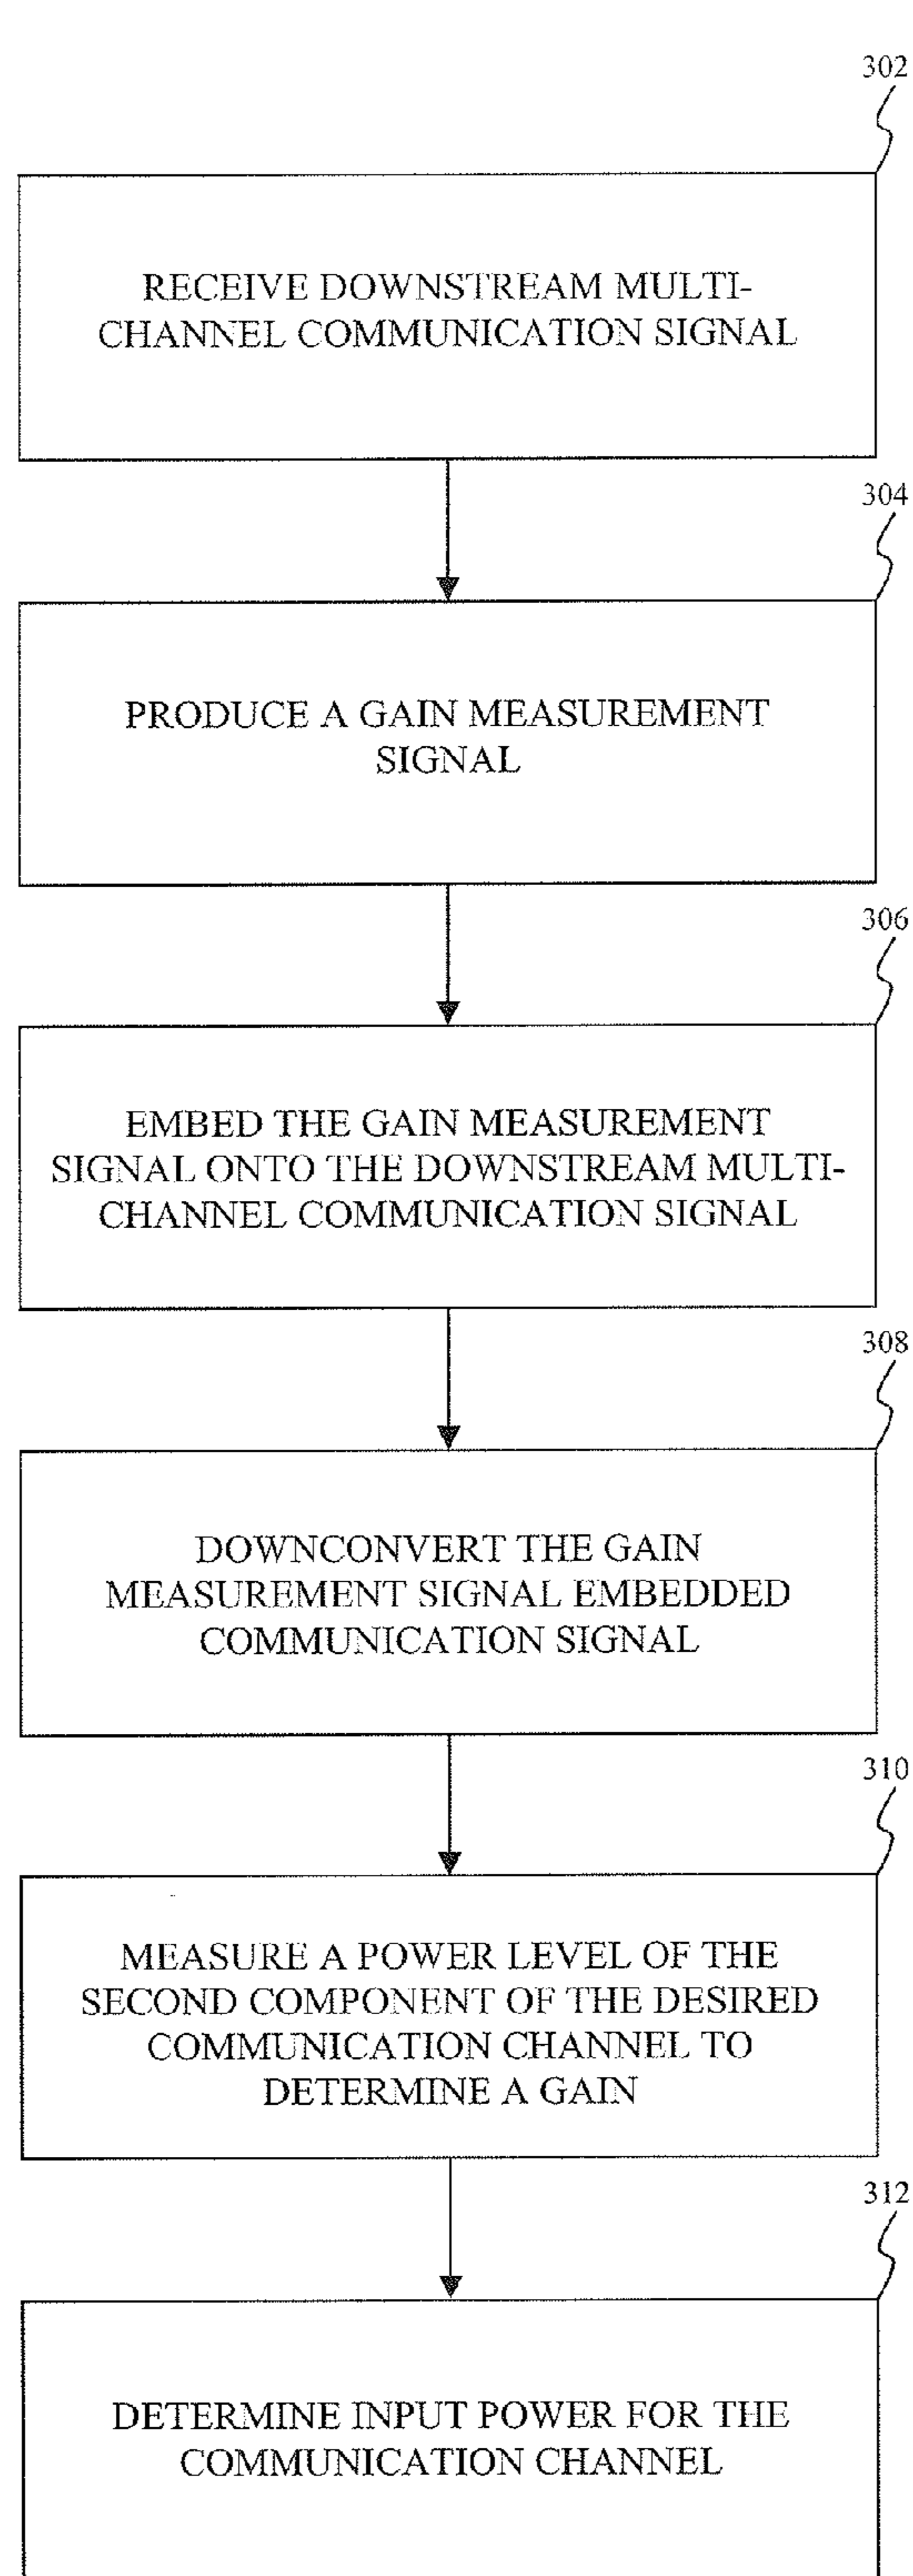 302
RECEIVE DOWNSTREAM MULTI-
CHANNEL COMMUNICATION SIGNAL
304
PRODUCE A GAIN MEASUREMENT
SIGNAL
306
EMBED THE GAIN MEASUREMENT
SIGNAL ONTO THE DOWNSTREAM MULTI-
CHANNEL COMMUNICATION SIGNAL
308
DOWNCONVERT THE GAIN
MEASUREMENT SIGNAL EMBEDDED
COMMUNICATION SIGNAL
310
MEASURE A POWER LEVEL OF THE
SECOND COMPONENT OF THE DESIRED
COMMUNICATION CHANNEL TO
DETERMINE A GAIN
312
DETERMINE INPUT POWER FOR THE
COMMUNICATION CHANNEL